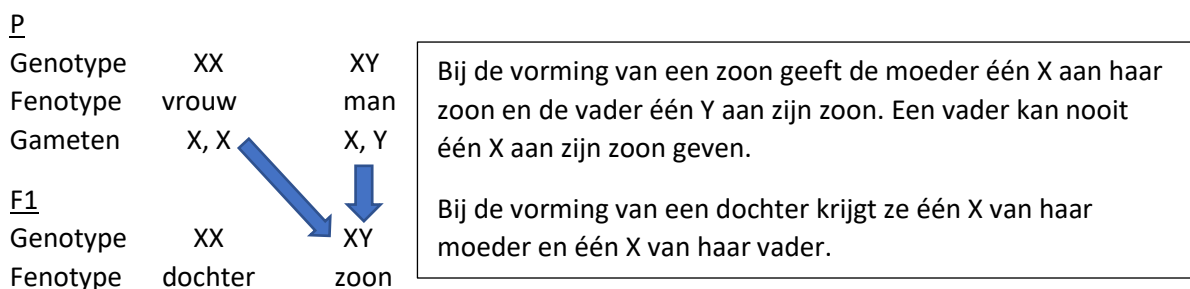 P
Genotype XX XY
Fenotype vrouw man
Gameten X, X X, Y
F1
Genotype XX XY
Fenotype dochter zoon
Bij de vorming van een zoon geeft de moeder één X aan haar
zoon en de vader één Y aan zijn zoon. Een vader kan nooit
één X aan zijn zoon geven.
Bij de vorming van een dochter krijgt ze één X van haar
moeder en één X van haar vader.